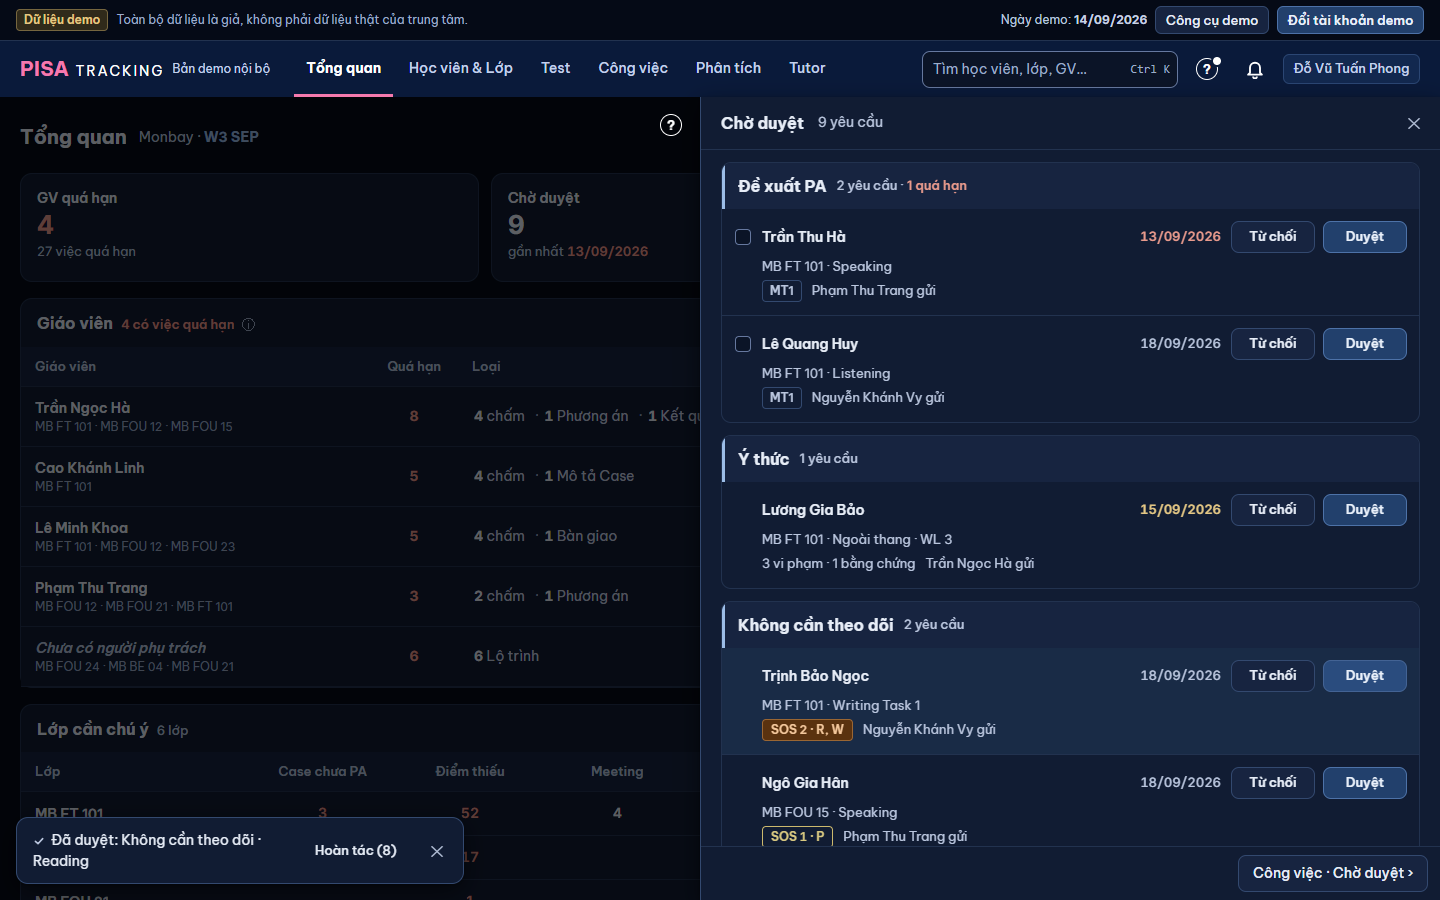 Dữ liệu demo Toàn bộ dữ liệu là giả, không phải dữ liệu thật của trung tâm. Ngày demo: 14/09/2026 Công cụ demo Đổi tài khoản demo
PISA TRACKING Bản demo nội bộ Tổng quan Học viên & Lớp Test Công việc Phân tích Tutor Tìm học viên, lớp, GV... Ctrl K ? Đỗ Vũ Tuấn Phong
Tổng quan Monbay · W3 SEP ?
GV quá hạn
4
27 việc quá hạn
Chờ duyệt
9
gần nhất 13/09/2026
Giáo viên 4 có việc quá hạn
Giáo viên Quá hạn Loại
Trần Ngọc Hà 8 4 chấm · 1 Phương án · 1 Kết
MB FT 101 · MB FOU 12 · MB FOU 15
Cao Khánh Linh 5 4 chấm · 1 Mô tả Case
MB FT 101
Lê Minh Khoa 5 4 chấm · 1 Bàn giao
MB FT 101 · MB FOU 12 · MB FOU 23
Phạm Thu Trang 3 2 chấm · 1 Phương án
MB FOU 12 · MB FOU 21 · MB FT 101
Chưa có người phụ trách 6 6 Lộ trình
MB FOU 24 · MB BE 04 · MB FOU 21
Lớp cần chú ý 6 lớp
Lớp Case chưa PA Điểm thiếu Meeting
MB FT 101 3 52 4
17
✓ Đã duyệt: Không cần theo dõi ·
Reading
Hoàn tác (8)
Chờ duyệt 9 yêu cầu
Đề xuất PA 2 yêu cầu · 1 quá hạn
Trần Thu Hà 13/09/2026 Từ chối Duyệt
MB FT 101 · Speaking
MT1 Phạm Thu Trang gửi
Lê Quang Huy 18/09/2026 Từ chối Duyệt
MB FT 101 · Listening
MT1 Nguyễn Khánh Vy gửi
Ý thức 1 yêu cầu
Lương Gia Bảo 15/09/2026 Từ chối Duyệt
MB FT 101 · Ngoài thang · WL 3
3 vi phạm · 1 bằng chứng Trần Ngọc Hà gửi
Không cần theo dõi 2 yêu cầu
Trịnh Bảo Ngọc 18/09/2026 Từ chối Duyệt
MB FT 101 · Writing Task 1
SOS 2 · R, W Nguyễn Khánh Vy gửi
Ngô Gia Hân 18/09/2026 Từ chối Duyệt
MB FOU 15 · Speaking
SOS 1 · P Phạm Thu Trang gửi
Công việc · Chờ duyệt ›